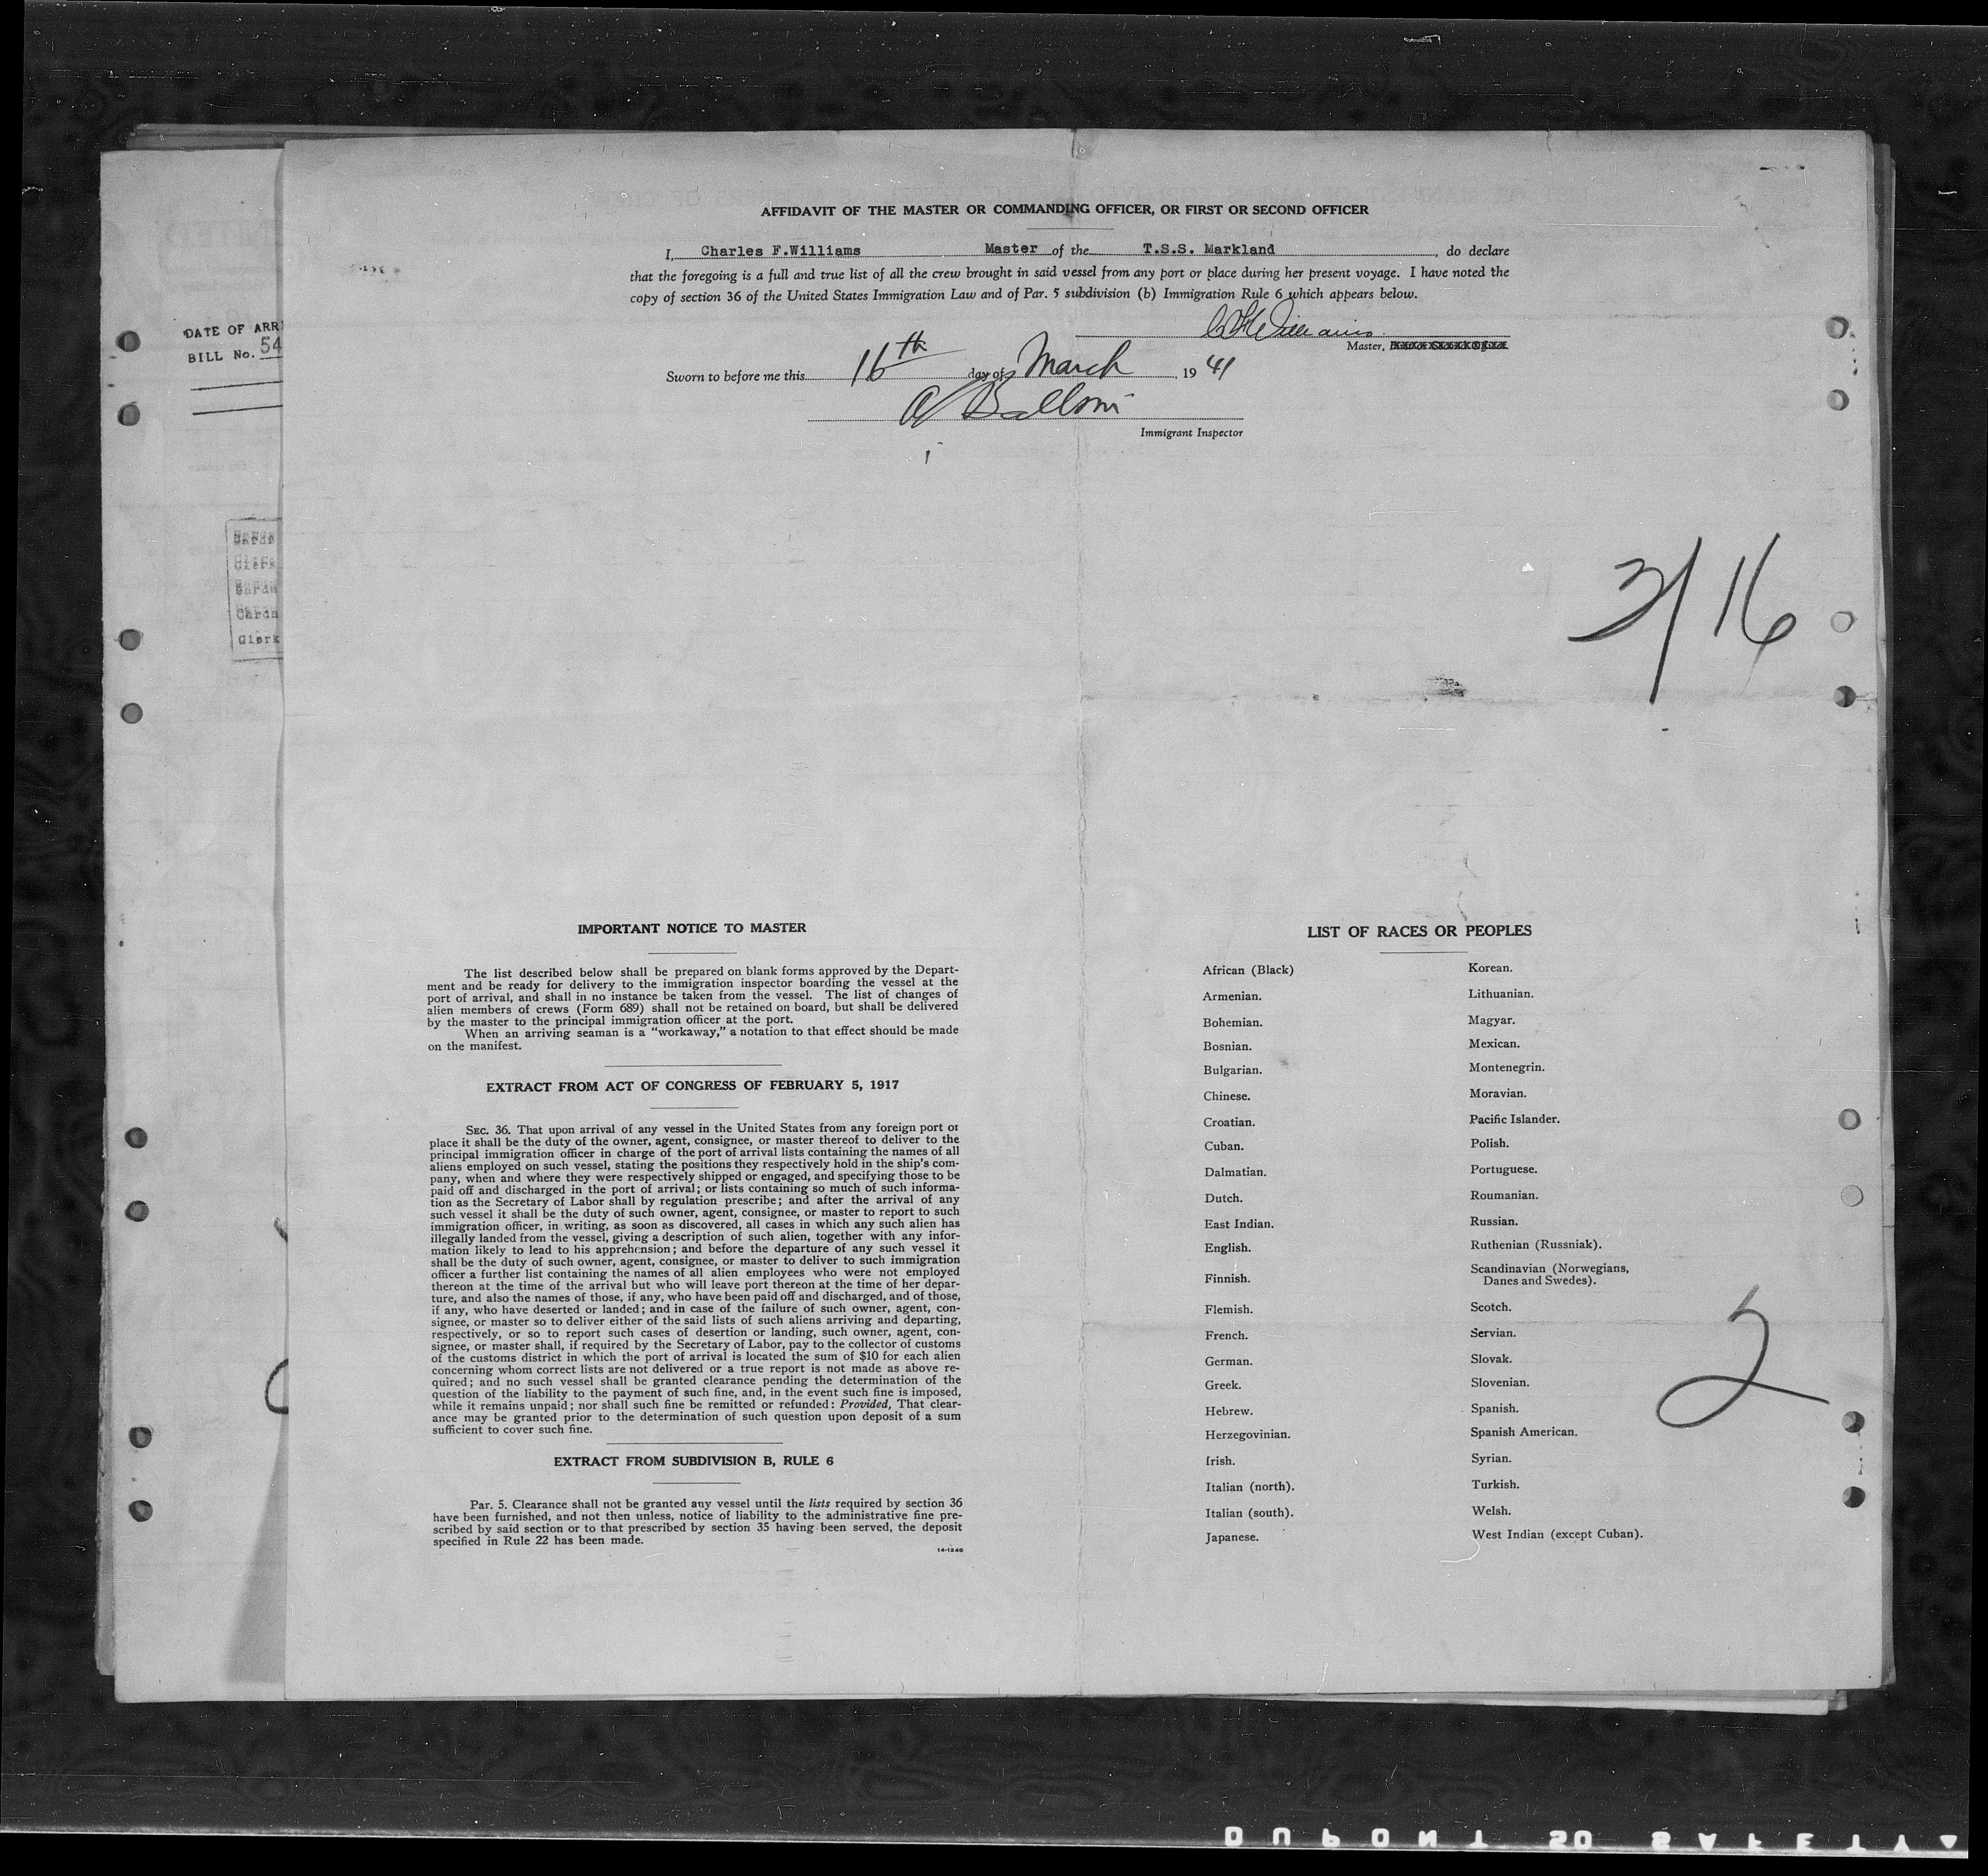 AFFIDAVIT OF THE MASTER OR COMMANDING OFFICER, OR FIRST OR SECOND OFFICER
I, Charles F.Williams Master of the T.S.S. Markland, do declare
that the foregoing is a full and true list of all the crew brought in said vessel from any port or place during her present voyage. I have noted the
copy of section 36 of the United States Immigration Law and of Par. 5 subdivision (b) Immigration Rule 6 which appears below.
CFWilliams
Master,
Sworn to before me this 16th day of March, 1941
Immigrant Inspector
DATE OF ARR
BILL No. 54
Clerk
Cards
Clerk
3/16
IMPORTANT NOTICE TO MASTER
The list described below shall be prepared on blank forms approved by the Depart-
ment and be ready for delivery to the immigration inspector boarding the vessel at the
port of arrival, and shall in no instance be taken from the vessel. The list of changes of
alien members of crews (Form 689) shall not be retained on board, but shall be delivered
by the master to the principal immigration officer at the port.
When an arriving seaman is a "workaway," a notation to that effect should be made
on the manifest.
EXTRACT FROM ACT OF CONGRESS OF FEBRUARY 5, 1917
SEC. 36. That upon arrival of any vessel in the United States from any foreign port or
place it shall be the duty of the owner, agent, consignee, or master thereof to deliver to the
principal immigration officer in charge of the port of arrival lists containing the names of all
aliens employed on such vessel, stating the positions they respectively hold in the ship's com-
pany, when and where they were respectively shipped or engaged, and specifying those to be
paid off and discharged in the port of arrival; or lists containing so much of such informa-
tion as the Secretary of Labor shall by regulation prescribe; and after the arrival of any
such vessel it shall be the duty of such owner, agent, consignee, or master to report to such
immigration officer, in writing, as soon as discovered, all cases in which any such alien has
illegally landed from the vessel, giving a description of such alien, together with any infor-
mation likely to lead to his apprehension; and before the departure of any such vessel it
shall be the duty of such owner, agent, consignee, or master to deliver to such immigration
officer a further list containing the names of all alien employees who were not employed
thereon at the time of the arrival but who will leave port thereon at the time of her depar-
ture, and also the names of those, if any, who have been paid off and discharged, and of those,
if any, who have deserted or landed; and in case of the failure of such owner, agent, con-
signee, or master so to deliver either of the said lists of such aliens arriving and departing,
respectively, or so to report such cases of desertion or landing, such owner, agent, con-
signee, or master shall, if required by the Secretary of Labor, pay to the collector of customs
of the customs district in which the port of arrival is located the sum of $10 for each alien
concerning whom correct lists are not delivered or a true report is not made as above re-
quired; and no such vessel shall be granted clearance pending the determination of the
question of the liability to the payment of such fine, and, in the event such fine is imposed,
while it remains unpaid; nor shall such fine be remitted or refunded: Provided, That clear-
ance may be granted prior to the determination of such question upon deposit of a sum
sufficient to cover such fine.
EXTRACT FROM SUBDIVISION B, RULE 6
Par. 5. Clearance shall not be granted any vessel until the lists required by section 36
have been furnished, and not then unless, notice of liability to the administrative fine pre-
scribed by said section or to that prescribed by section 35 having been served, the deposit
specified in Rule 22 has been made.
14-1240
LIST OF RACES OR PEOPLES
African (Black)
Armenian.
Bohemian.
Bosnian.
Bulgarian.
Chinese.
Croatian.
Cuban.
Dalmatian.
Dutch.
East Indian.
English.
Finnish.
Flemish.
French.
German.
Greek.
Hebrew.
Herzegovinian.
Irish.
Italian (north).
Italian (south).
Japanese.
Korean.
Lithuanian.
Magyar.
Mexican.
Montenegrin.
Moravian.
Pacific Islander.
Polish.
Portuguese.
Roumanian.
Russian.
Ruthenian (Russniak).
Scandinavian (Norwegians,
Danes and Swedes).
Scotch.
Servian.
Slovak.
Slovenian.
Spanish.
Spanish American.
Syrian.
Turkish.
Welsh.
West Indian (except Cuban).
2
DUPONT SAFETY